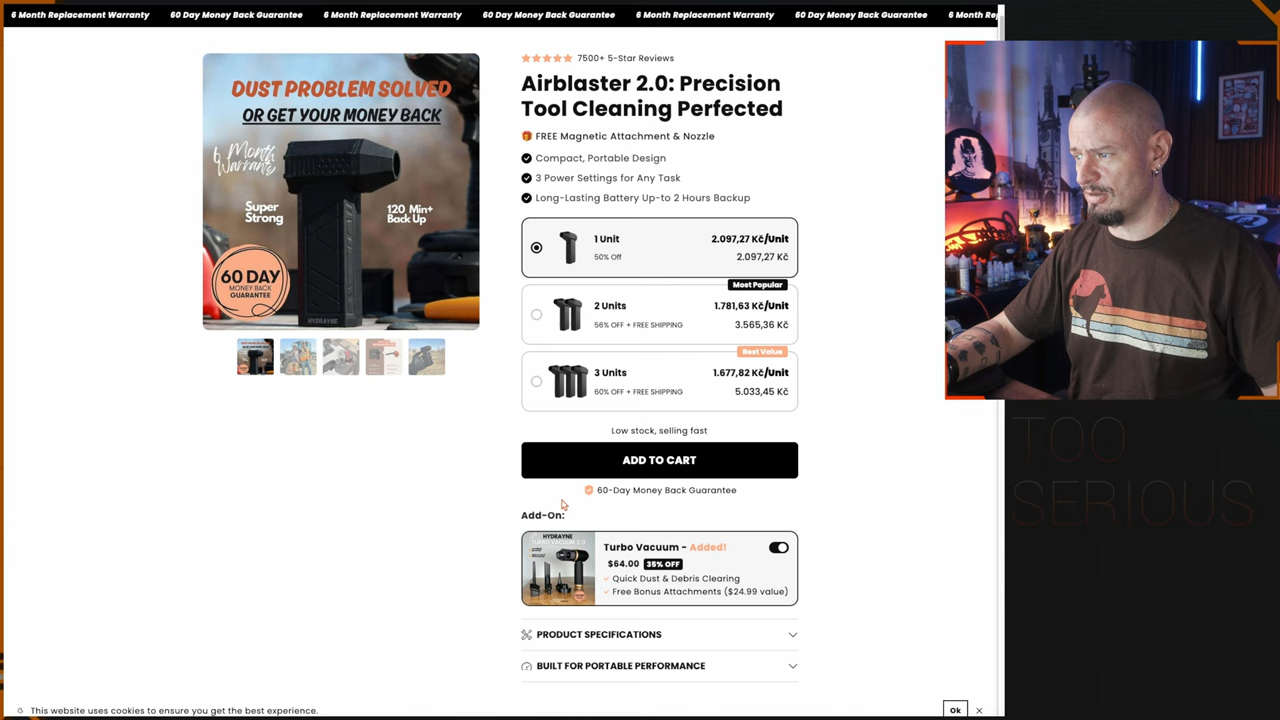 6 Month Replacement Warranty 60 Day Money Back Guarantee 6 Month Replacement Warranty 60 Day Money Back Guarantee 6 Month Replacement Warranty 60 Day Money Back Guarantee 6 Month Re
DUST PROBLEM SOLVED
OR GET YOUR MONEY BACK
6 Month
Warranty
Super
Strong
120 Min+
Back Up
60 DAY
MONEY BACK
GUARANTEE
HYDRAYNE
7500+ 5-Star Reviews
Airblaster 2.0: Precision
Tool Cleaning Perfected
FREE Magnetic Attachment & Nozzle
Compact, Portable Design
3 Power Settings for Any Task
Long-Lasting Battery Up-to 2 Hours Backup
1 Unit 2.097,27 Kč/Unit
50% Off 2.097,27 Kč
Most Popular
2 Units 1.781,63 Kč/Unit
56% OFF + FREE SHIPPING 3.565,36 Kč
Best Value
3 Units 1.677,82 Kč/Unit
60% OFF + FREE SHIPPING 5.033,45 Kč
Low stock, selling fast
ADD TO CART
60-Day Money Back Guarantee
Add-On:
HYDRAYNE
TURBO VACUUM 2.0
Turbo Vacuum - Added!
$64.00 35% OFF
Quick Dust & Debris Clearing
Free Bonus Attachments ($24.99 value)
PRODUCT SPECIFICATIONS
BUILT FOR PORTABLE PERFORMANCE
This website uses cookies to ensure you get the best experience.
Ok
TOO
SERIOUS